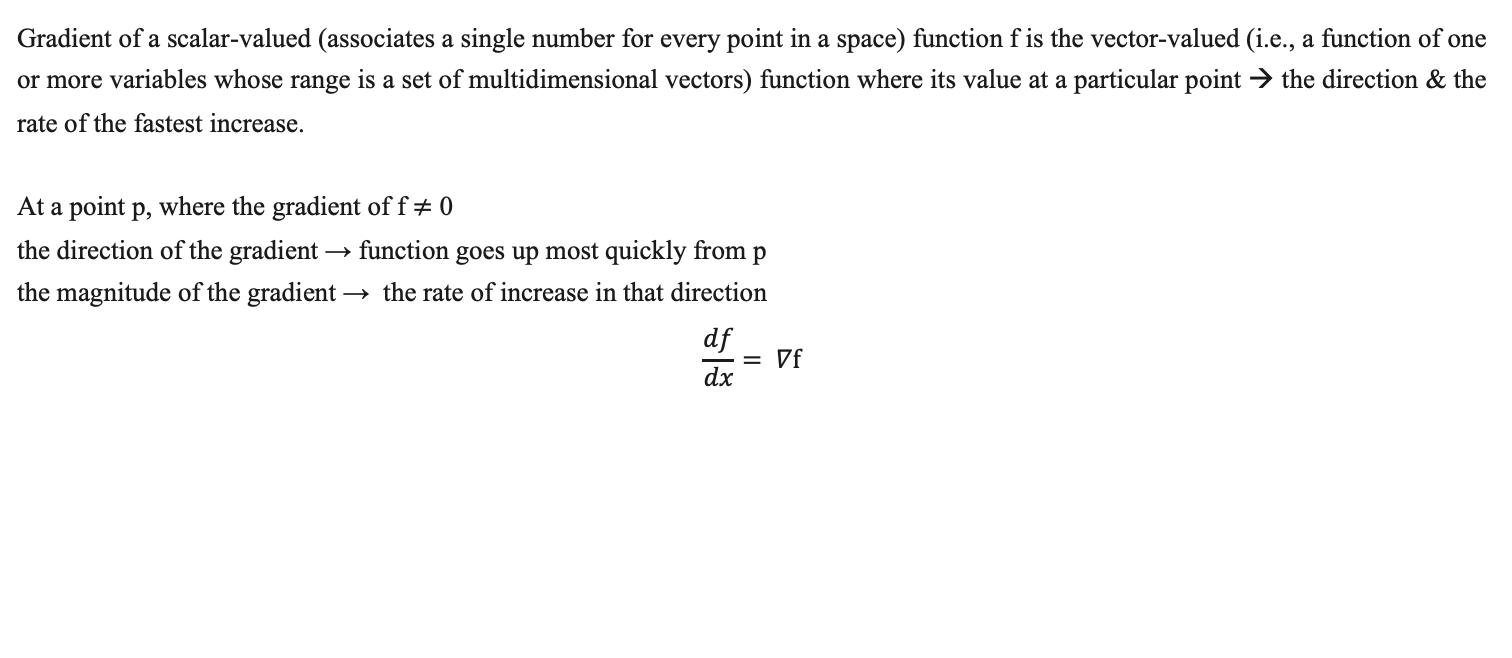 Gradient of a scalar-valued (associates a single number for every point in a space) function f is the vector-valued (i.e., a function of one
or more variables whose range is a set of multidimensional vectors) function where its value at a particular point → the direction & the
rate of the fastest increase.
At a point p, where the gradient of f ≠ 0
the direction of the gradient → function goes up most quickly from p
the magnitude of the gradient → the rate of increase in that direction
df
dx
= ∇f